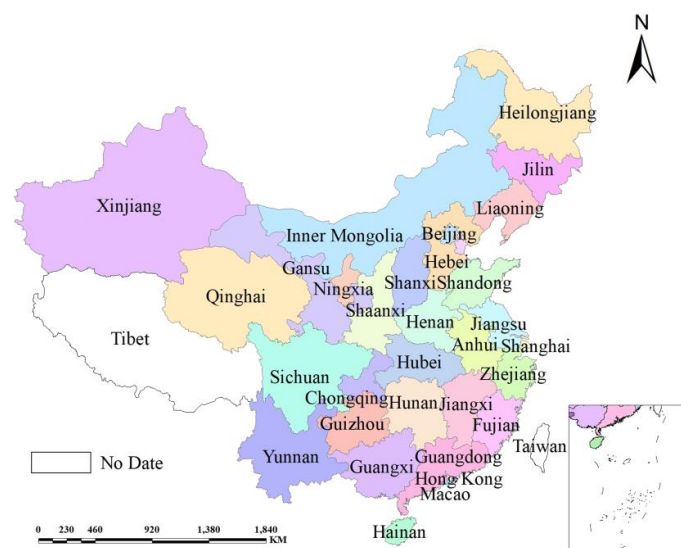 N
Heilongjiang
Jilin
Liaoning
Xinjiang
Beijing
Inner Mongolia
Hebei
Gansu
Ningxia
Shanxi
Shandong
Qinghai
Shaanxi
Henan
Jiangsu
Tibet
Anhui
Shanghai
Hubei
Zhejiang
Sichuan
Chongqing
Hunan
Jiangxi
Guizhou
Fujian
Taiwan
Yunnan
Guangdong
No Date
Guangxi
Hong Kong
Macao
Hainan
0 230 460 920 1,380 1,840
KM